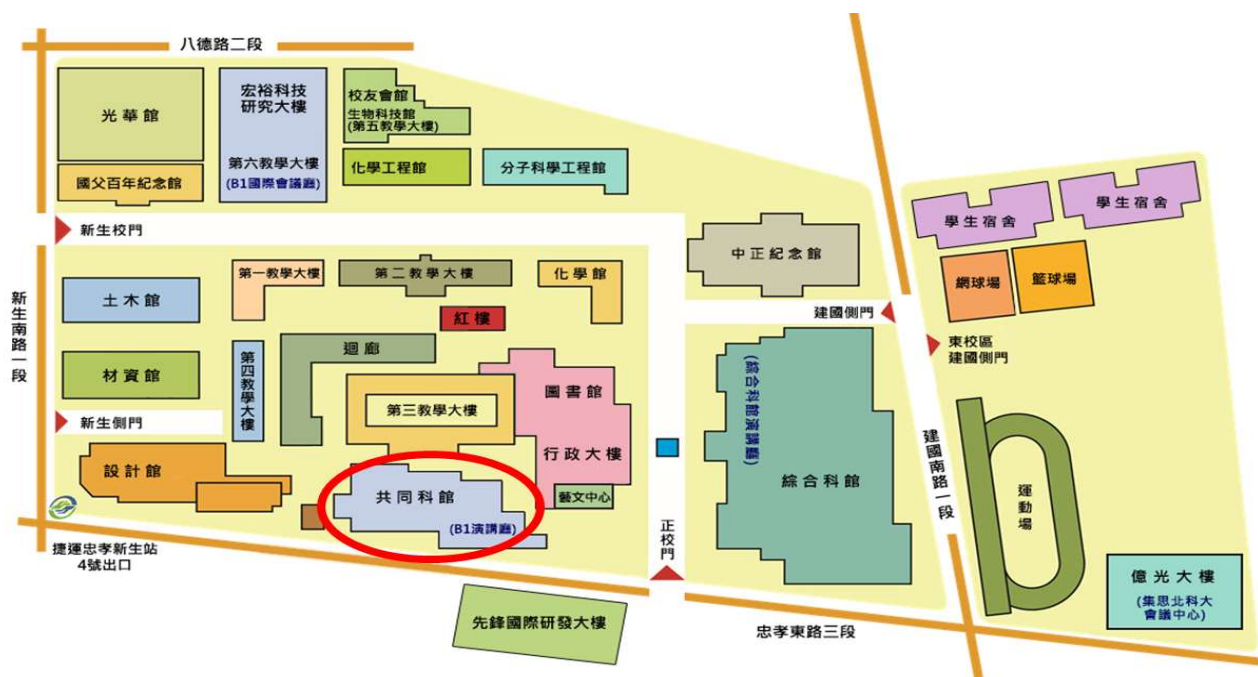 八德路二段
光華館
宏裕科技
研究大樓
第六教學大樓
(B1國際會議廳)
校友會館
生物科技館
(第五教學大樓)
國父百年紀念館
化學工程館
分子科學工程館
學生宿舍
學生宿舍
新生校門
中正紀念館
網球場
籃球場
第一教學大樓
第二教學大樓
化學館
土木館
紅樓
建國側門
東校區
建國側門
新生南路一段
材資館
第四教學大樓
迴廊
圖書館
(綜合科館演講廳)
第三教學大樓
新生側門
行政大樓
建國南路一段
設計館
綜合科館
運動場
共同科館
(B1演講廳)
藝文中心
正校門
捷運忠孝新生站
4號出口
億光大樓
(集思北科大
會議中心)
先鋒國際研發大樓
忠孝東路三段